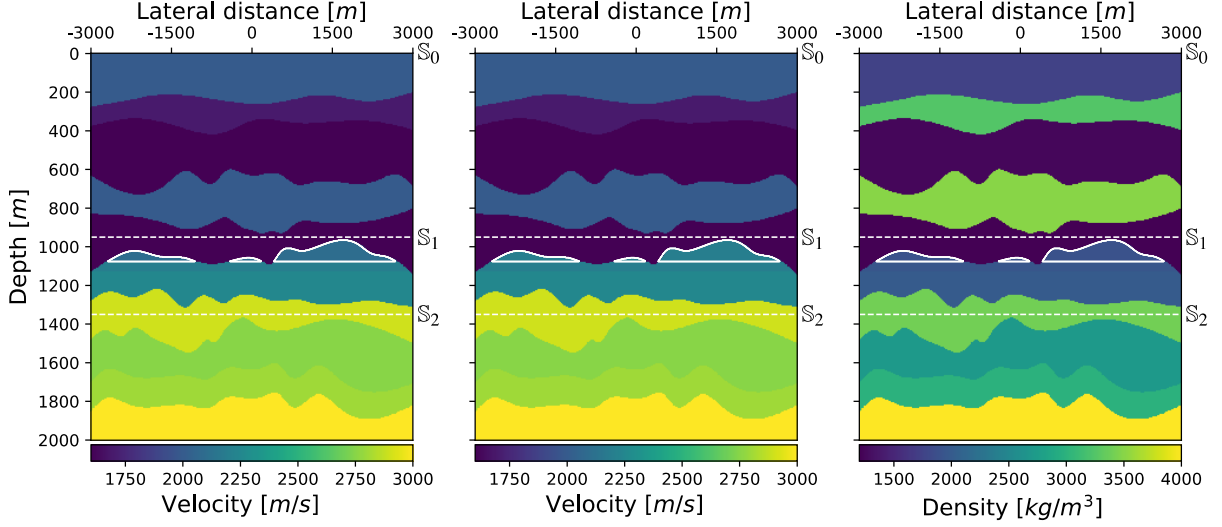 Lateral distance [m] Lateral distance [m] Lateral distance [m]
-3000 -1500 0 1500 3000 -3000 -1500 0 1500 3000 -3000 -1500 0 1500 3000
0 𝕊₀ 𝕊₀ 𝕊₀
200
400
600
800
𝕊₁ 𝕊₁ 𝕊₁
1000
Depth [m]
1200
𝕊₂ 𝕊₂ 𝕊₂
1400
1600
1800
2000
1750 2000 2250 2500 2750 3000 1750 2000 2250 2500 2750 3000 1500 2000 2500 3000 3500 4000
Velocity [m/s] Velocity [m/s] Density [kg/m³]